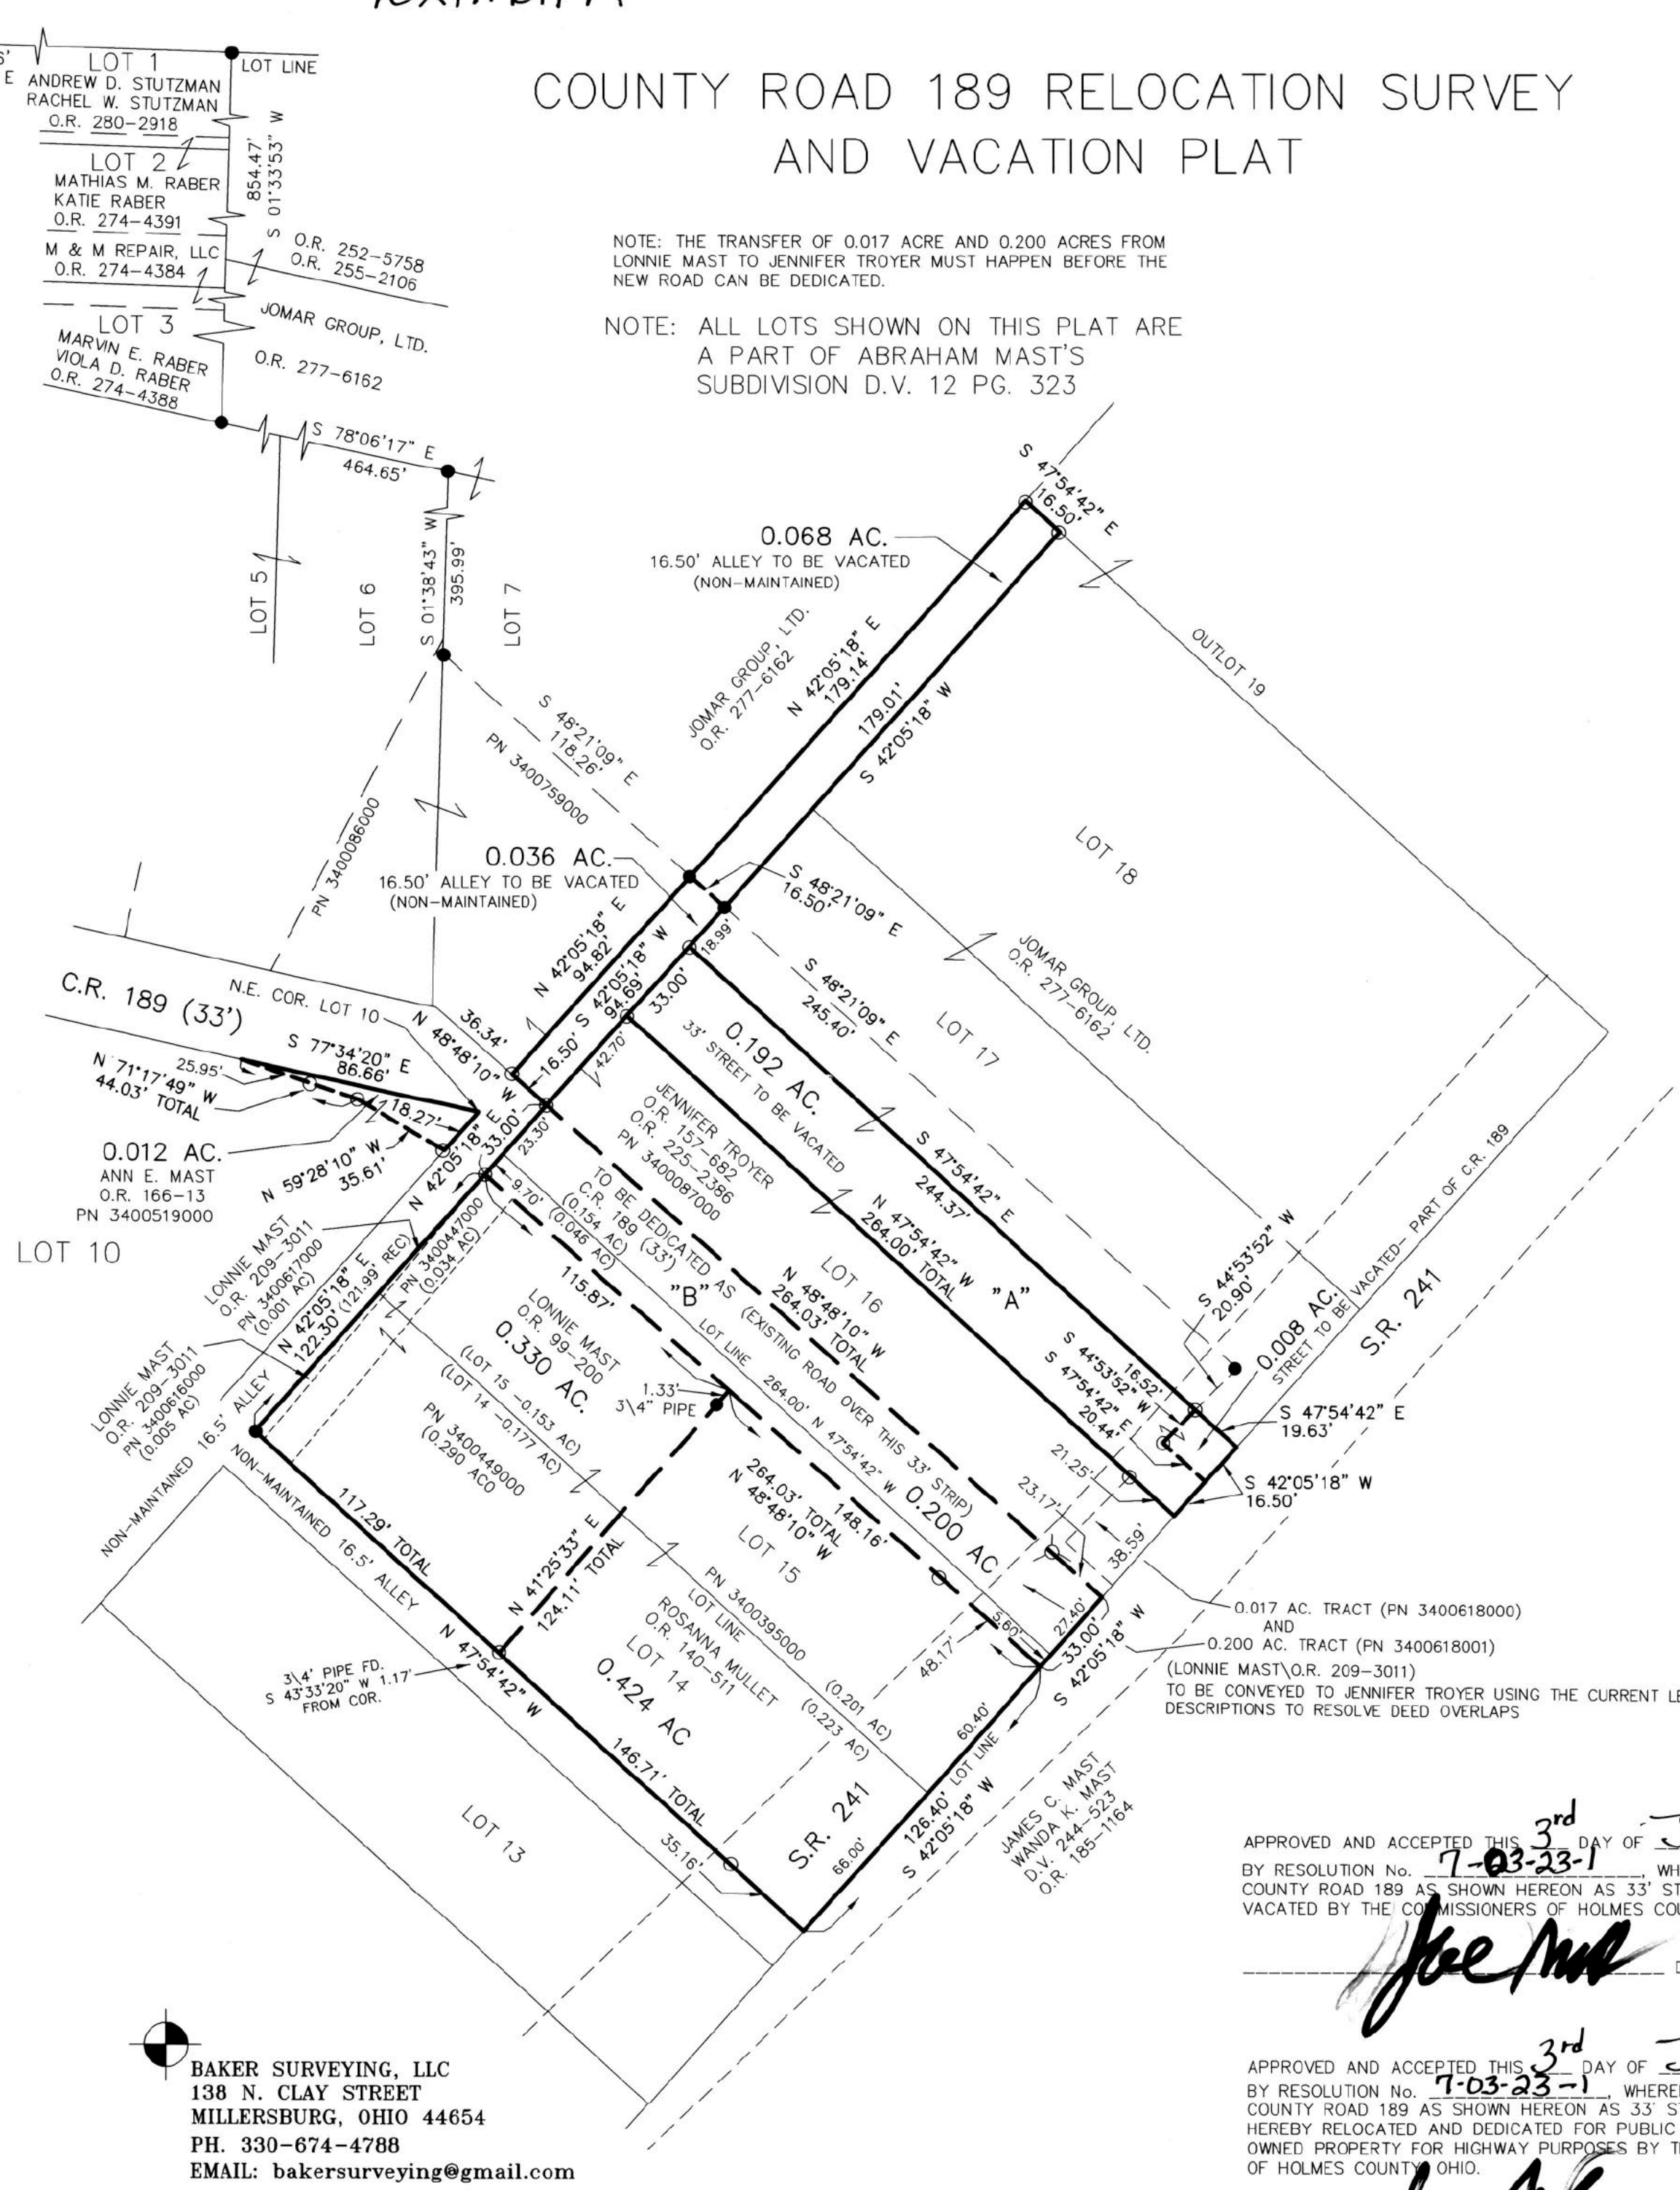 EXHIBIT A
COUNTY ROAD 189 RELOCATION SURVEY
AND VACATION PLAT
LOT LINE
LOT 1
E
ANDREW D. STUTZMAN
RACHEL W. STUTZMAN
O.R. 280-2918
LOT 2
MATHIAS M. RABER
KATIE RABER
O.R. 274-4391
M & M REPAIR, LLC
O.R. 274-4384
LOT 3
MARVIN E. RABER
VIOLA D. RABER
O.R. 274-4388
854.47'
S 01°33'53" W
O.R. 252-5758
O.R. 255-2106
JOMAR GROUP, LTD.
O.R. 277-6162
NOTE: THE TRANSFER OF 0.017 ACRE AND 0.200 ACRES FROM
LONNIE MAST TO JENNIFER TROYER MUST HAPPEN BEFORE THE
NEW ROAD CAN BE DEDICATED.
NOTE: ALL LOTS SHOWN ON THIS PLAT ARE
A PART OF ABRAHAM MAST'S
SUBDIVISION D.V. 12 PG. 323
S 78°06'17" E
464.65'
LOT 5
LOT 6
S 01°38'43" W
395.99'
LOT 7
S 47°54'42" E
16.50'
0.068 AC.
16.50' ALLEY TO BE VACATED
(NON-MAINTAINED)
JOMAR GROUP, LTD.
O.R. 277-6162
N 42°05'18" E
179.14'
179.01'
S 42°05'18" W
OUTLOT 19
S 48°21'09" E
118.26'
PN 3400759000
PN 3400086000
LOT 18
0.036 AC.
16.50' ALLEY TO BE VACATED
(NON-MAINTAINED)
S 48°21'09" E
16.50'
N 42°05'18" E
94.82'
S 42°05'18" W
94.69'
18.99'
33.00'
JOMAR GROUP, LTD.
O.R. 277-6162
S 48°21'09" E
245.40'
LOT 17
C.R. 189 (33')
N.E. COR. LOT 10
36.34'
N 48°48'10" W
16.50'
42.70'
0.192 AC.
33' STREET TO BE VACATED
S 77°34'20" E
86.66'
N 71°17'49" W
44.03' TOTAL
25.95'
18.27'
0.012 AC.
ANN E. MAST
O.R. 166-13
PN 3400519000
N 59°28'10" W
35.61'
N 42°05'18" E
33.00'
23.30'
JENNIFER TROYER
O.R. 157-682
O.R. 225-2386
PN 3400087000
S 47°54'42" E
244.37'
N 47°54'42" W
264.00' TOTAL
"A"
LOT 10
LONNIE MAST
O.R. 209-3011
PN 3400617000
(0.001 AC)
PN 3400447000
(0.034 AC)
9.70'
(0.046 AC)
TO BE DEDICATED AS
C.R. 189 (33')
(0.154 AC)
(EXISTING ROAD OVER THIS 33' STRIP)
LOT 16
N 48°48'10" W
264.03' TOTAL
"B"
115.87'
N 42°05'18" E
122.30' (121.99' REC)
LONNIE MAST
O.R. 209-3011
PN 3400616000
(0.005 AC)
LONNIE MAST
O.R. 99-200
0.330 AC.
(LOT 15 -0.153 AC)
(LOT 14 -0.177 AC)
PN 3400449000
(0.290 ACO
LOT LINE 264.00' N 47°54'42" W
1.33'
3\4" PIPE
0.200 AC
S 44°53'52" W
20.90'
0.008 AC.
STREET TO BE VACATED- PART OF C.R. 189
S.R. 241
S 44°53'52" W
16.52'
S 47°54'42" E
20.44'
S 47°54'42" E
19.63'
S 42°05'18" W
16.50'
21.25'
23.17'
38.59'
NON-MAINTAINED 16.5' ALLEY
NON-MAINTAINED 16.5' ALLEY
117.29' TOTAL
N 41°25'33" E
124.11' TOTAL
264.03' TOTAL
N 48°48'10" W
148.16'
LOT 15
PN 3400395000
LOT LINE
ROSANNA MULLET
O.R. 140-511
LOT 14
0.424 AC
(0.201 AC)
(0.223 AC)
48.17'
5.60'
27.40'
33.00'
S 42°05'18" W
0.017 AC. TRACT (PN 3400618000)
AND
0.200 AC. TRACT (PN 3400618001)
(LONNIE MAST\O.R. 209-3011)
TO BE CONVEYED TO JENNIFER TROYER USING THE CURRENT
DESCRIPTIONS TO RESOLVE DEED OVERLAPS
3\4' PIPE FD.
S 43°33'20" W 1.17'
FROM COR.
N 47°54'42" W
146.71' TOTAL
35.16'
LOT 13
S.R. 241
60.40'
LOT LINE
126.40'
S 42°05'18" W
66.00'
JAMES C. MAST
WANDA K. MAST
D.V. 244-523
O.R. 185-1164
APPROVED AND ACCEPTED THIS 3rd DAY OF
BY RESOLUTION No. 7-03-23-1,
COUNTY ROAD 189 AS SHOWN HEREON AS 33'
VACATED BY THE COMMISSIONERS OF HOLMES
APPROVED AND ACCEPTED THIS 3rd DAY OF
BY RESOLUTION No. 7-03-23-1,
COUNTY ROAD 189 AS SHOWN HEREON AS 33'
HEREBY RELOCATED AND DEDICATED FOR PUBLIC
OWNED PROPERTY FOR HIGHWAY PURPOSES BY
OF HOLMES COUNTY, OHIO.
BAKER SURVEYING, LLC
138 N. CLAY STREET
MILLERSBURG, OHIO 44654
PH. 330-674-4788
EMAIL: bakersurveying@gmail.com